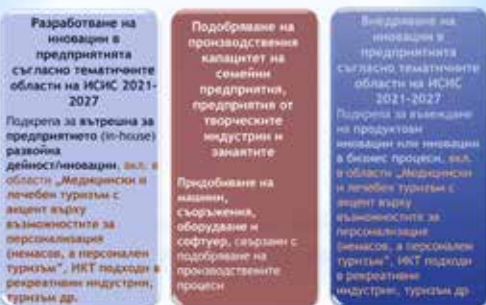 Разработване на
иновации в
предприятията
съгласно тематичните
области на ИСИС 2021-
2027
Подкрепа за вътрешна за
предприятието (in-house)
развойна
дейност/иновации, вкл. в
области „Медицински и
лечебен туризъм с
акцент върху
възможностите за
персонализация
(немасов, а персонален
туризъм", ИКТ подходи в
рекреативни индустрии,
туризъм др.
Подобряване на
производствения
капацитет на
семейни
предприятия,
предприятия от
творческите
индустрии и
занаятите
Придобиване на
машини,
съоръжения,
оборудване и
софтуер, свързани с
подобряване на
производствените
процеси
Внедряване на
иновации в
предприятията
съгласно тематичните
области на ИСИС
2021-2027
Подкрепа за въвеждане
на продуктови
иновации или иновации
в бизнес процеси, вкл.
в области „Медицински
и лечебен туризъм с
акцент върху
възможностите за
персонализация
(немасов, а персонален
туризъм", ИКТ подходи
в рекреативни
индустрии, туризъм др.